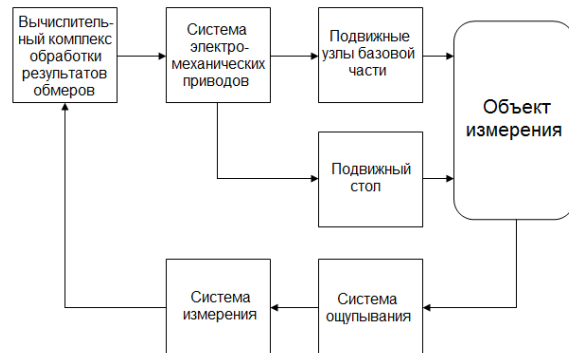 Вычислитель-
ный комплекс
обработки
результатов
обмеров
Система
электро-
механических
приводов
Подвижные
узлы базовой
части
Объект
измерения
Подвижный
стоп
Система
измерения
Система
ощупывания